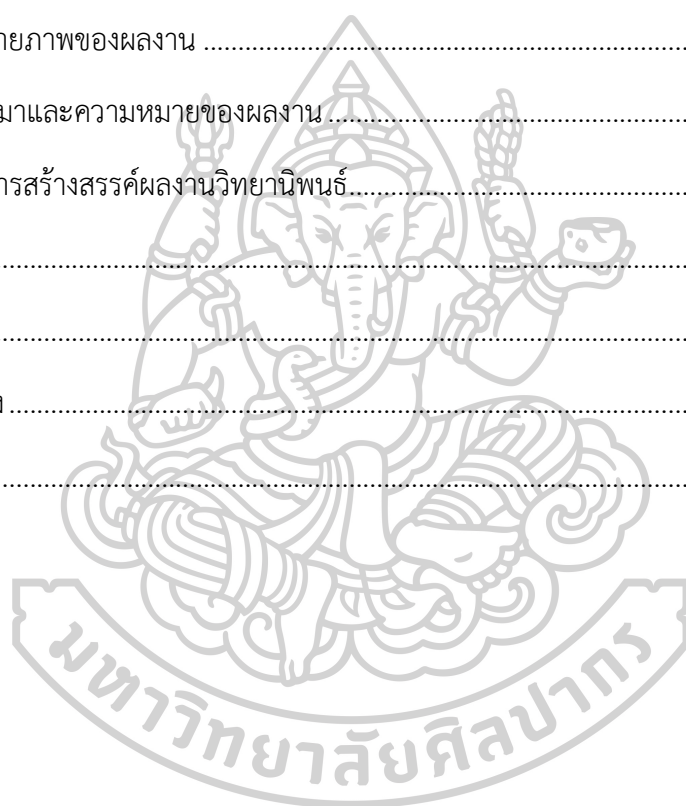 ายภาพของผลงาน ................................................................
มาและความหมายของผลงาน ................................................
ารสร้างสรรค์ผลงานวิทยานิพนธ์................................................
................................................................................................
................................................................................................
................................................................................................
................................................................................................
มหาวิทยาลัยศิลปากร